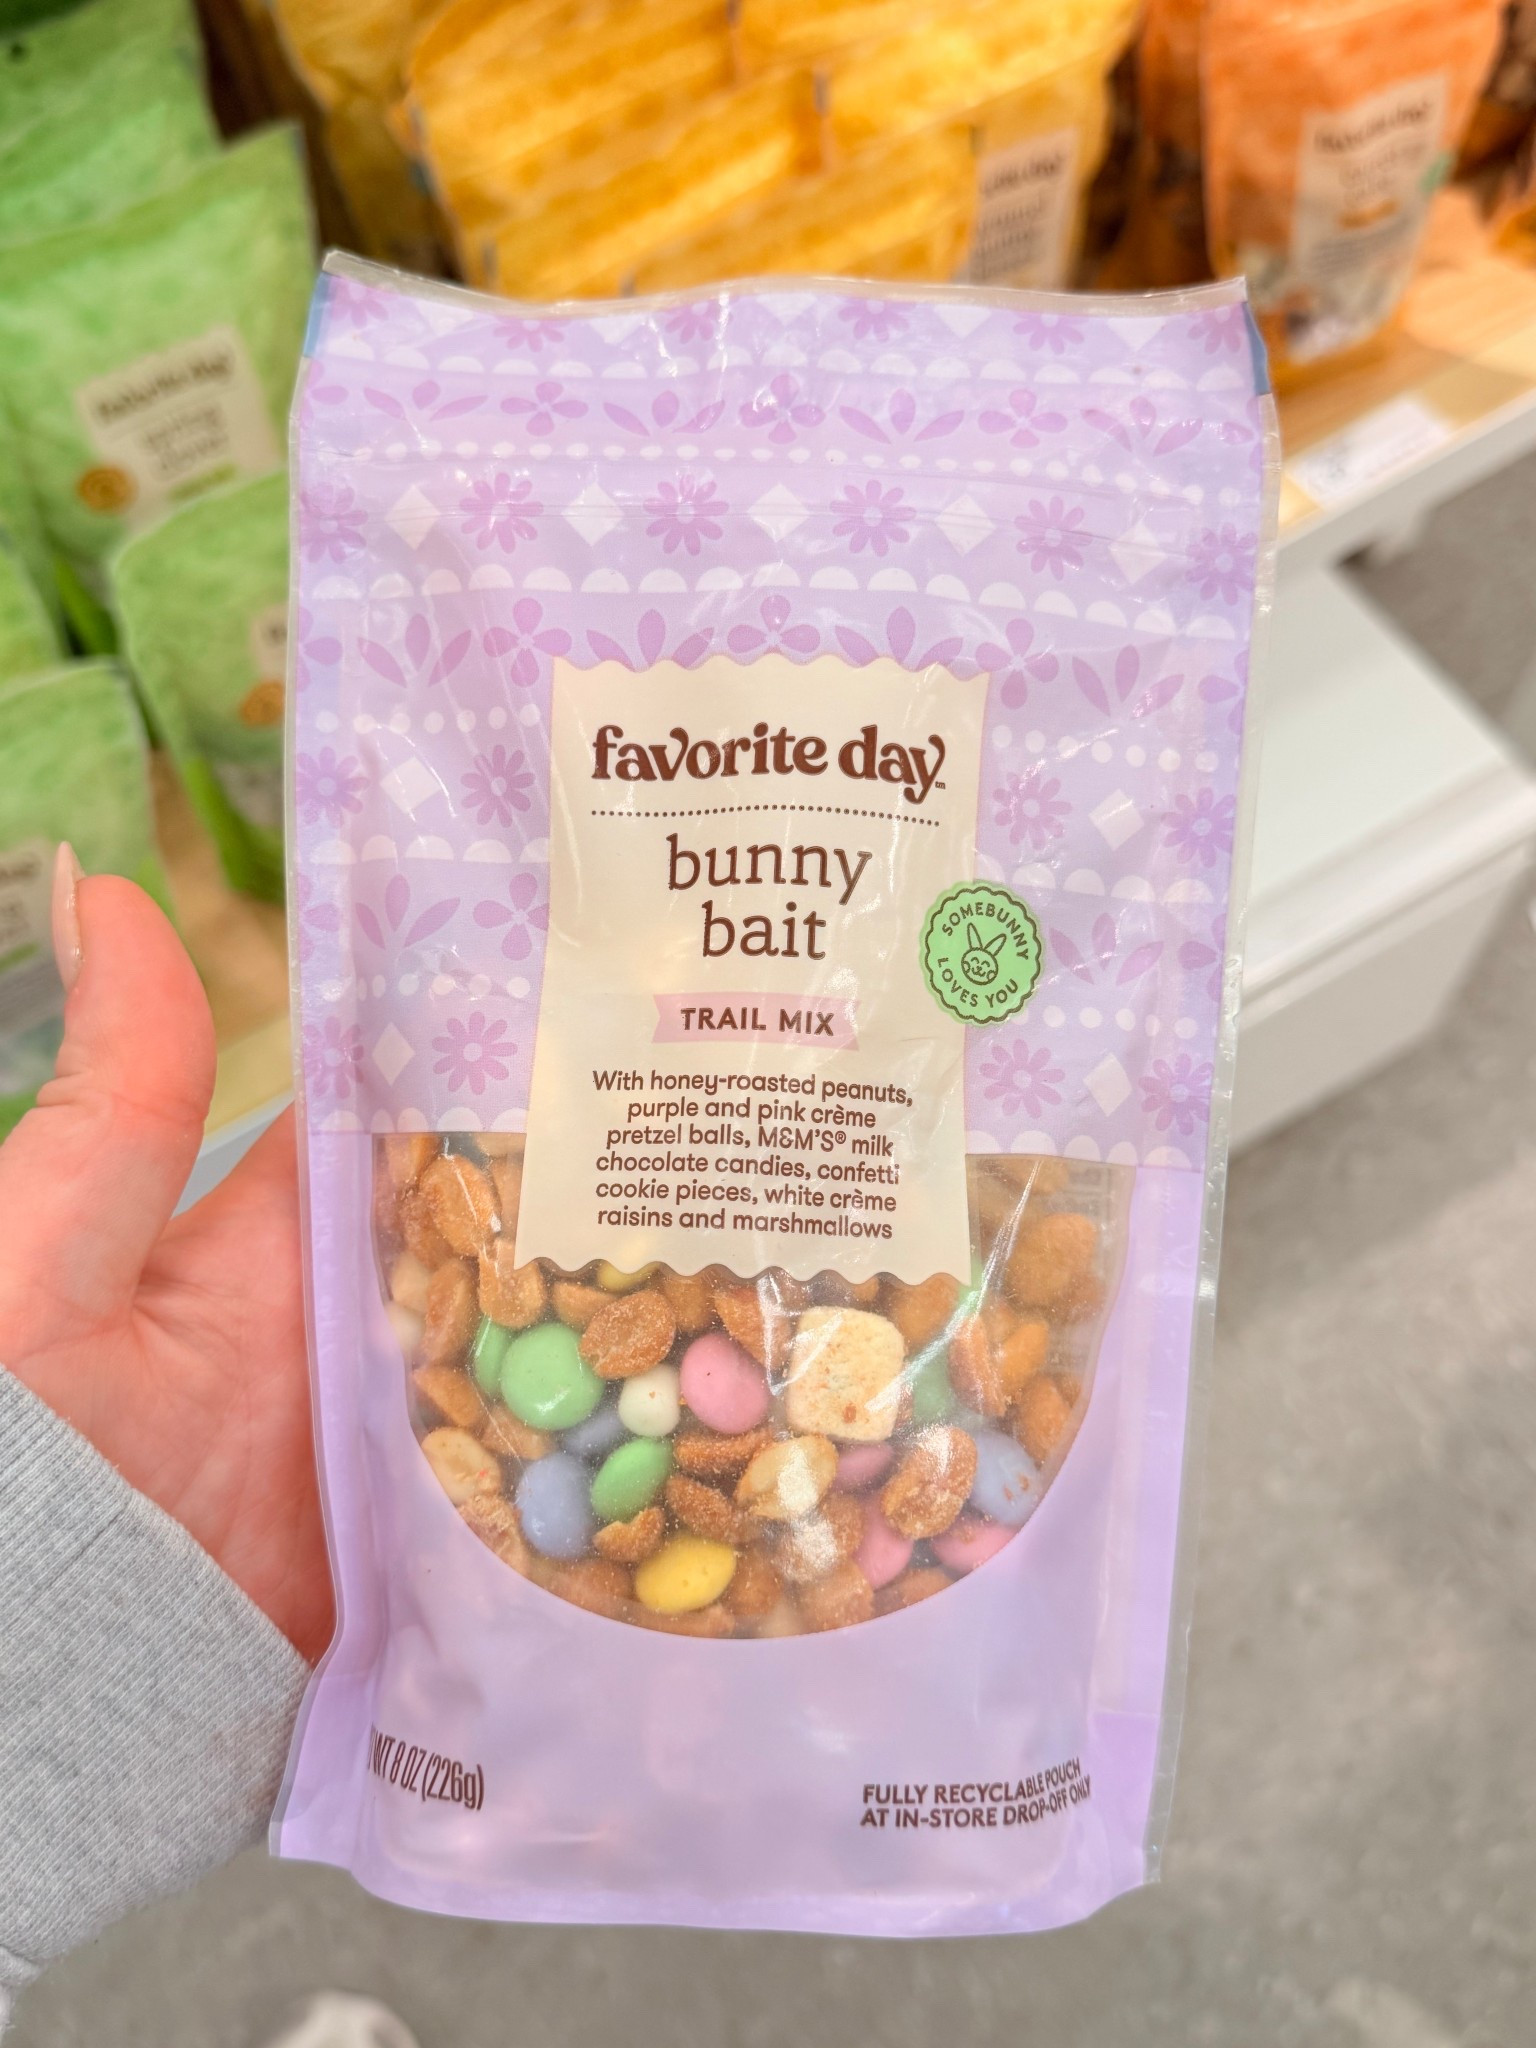 favorite day™
bunny
bait
TRAIL MIX
With honey-roasted peanuts,
purple and pink crème
pretzel balls, M&M'S® milk
chocolate candies, confetti
cookie pieces, white crème
raisins and marshmallows
SOMEBUNNY
LOVES YOU
WT 8 OZ (226g)
FULLY RECYCLABLE POUCH
AT IN-STORE DROP-OFF ONLY